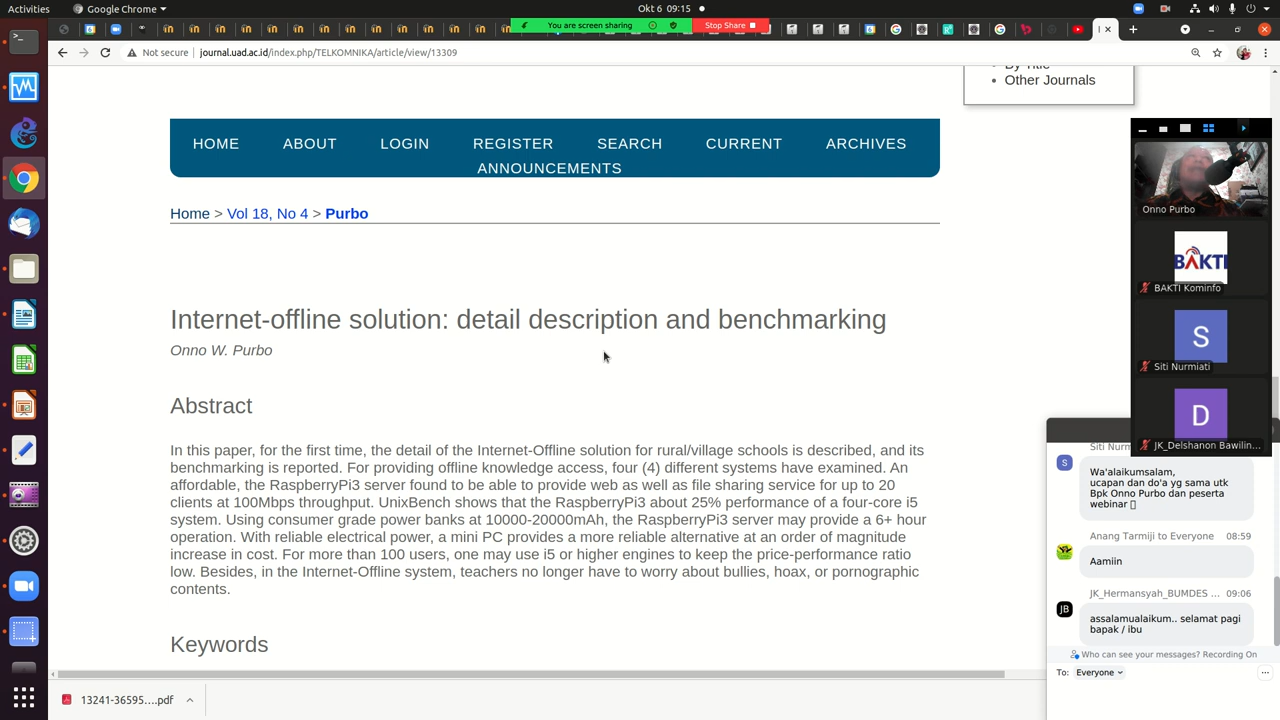 Activities
Google Chrome
Okt 6 09:15
You are screen sharing
Stop Share
Not secure
journal.uad.ac.id/index.php/TELKOMNIKA/article/view/13309
By Title
Other Journals
HOME ABOUT LOGIN REGISTER SEARCH CURRENT ARCHIVES
ANNOUNCEMENTS
Home > Vol 18, No 4 > Purbo
Internet-offline solution: detail description and benchmarking
Onno W. Purbo
Abstract
In this paper, for the first time, the detail of the Internet-Offline solution for rural/village schools is described, and its
benchmarking is reported. For providing offline knowledge access, four (4) different systems have examined. An
affordable, the RaspberryPi3 server found to be able to provide web as well as file sharing service for up to 20
clients at 100Mbps throughput. UnixBench shows that the RaspberryPi3 about 25% performance of a four-core i5
system. Using consumer grade power banks at 10000-20000mAh, the RaspberryPi3 server may provide a 6+ hour
operation. With reliable electrical power, a mini PC provides a more reliable alternative at an order of magnitude
increase in cost. For more than 100 users, one may use i5 or higher engines to keep the price-performance ratio
low. Besides, in the Internet-Offline system, teachers no longer have to worry about bullies, hoax, or pornographic
contents.
Keywords
13241-36595....pdf
Onno Purbo
BAKTI
BAKTI Kominfo
S
Siti Nurmiati
D
JK_Delshanon Bawilin...
Siti Nurm
S
Wa'alaikumsalam,
ucapan dan do'a yg sama utk
Bpk Onno Purbo dan peserta
webinar
Anang Tarmiji to Everyone 08:59
Aamiin
JK_Hermansyah_BUMDES ... 09:06
JB
assalamualaikum.. selamat pagi
bapak / ibu
Who can see your messages? Recording On
To: Everyone